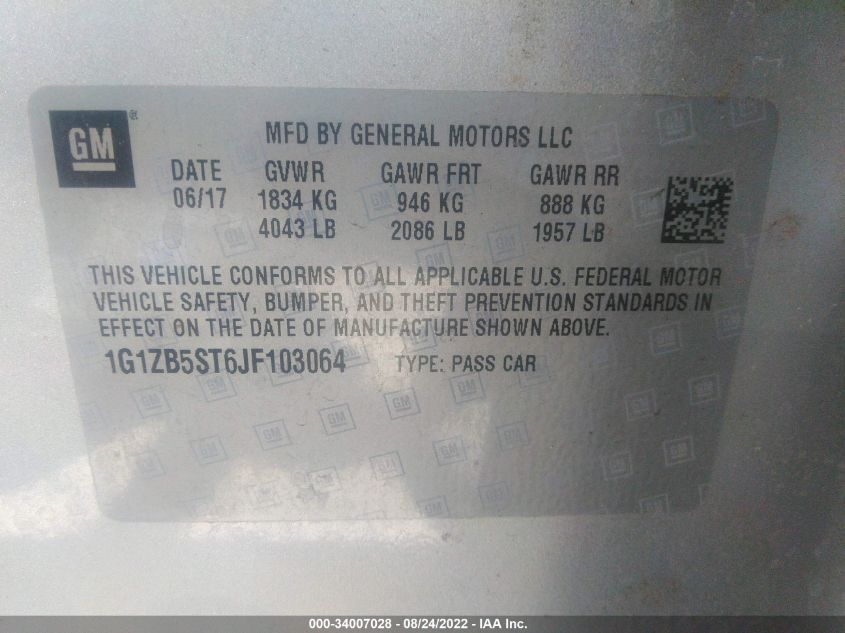 GM ®
MFD BY GENERAL MOTORS LLC
DATE GVWR GAWR FRT GAWR RR
06/17 1834 KG 946 KG 888 KG
4043 LB 2086 LB 1957 LB
THIS VEHICLE CONFORMS TO ALL APPLICABLE U.S. FEDERAL MOTOR
VEHICLE SAFETY, BUMPER, AND THEFT PREVENTION STANDARDS IN
EFFECT ON THE DATE OF MANUFACTURE SHOWN ABOVE.
1G1ZB5ST6JF103064 TYPE: PASS CAR
000-34007028 - 08/24/2022 - IAA Inc.